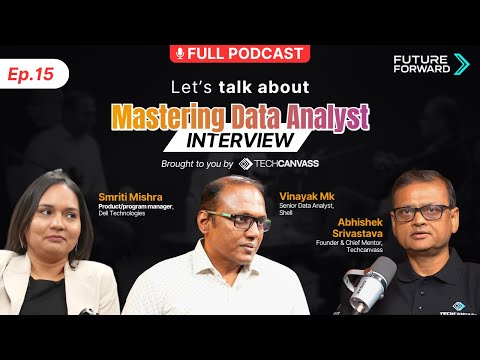 FULL PODCAST
Ep.15
FUTURE
FORWARD
Let's talk about
Mastering Data Analyst
INTERVIEW
Brought to you by TECHCANVASS
Smriti Mishra
Product/program manager,
Dell Technologies
Vinayak Mk
Senior Data Analyst,
Shell
Abhishek
Srivastava
Founder & Chief Mentor,
Techcanvass
TECHCANVASS